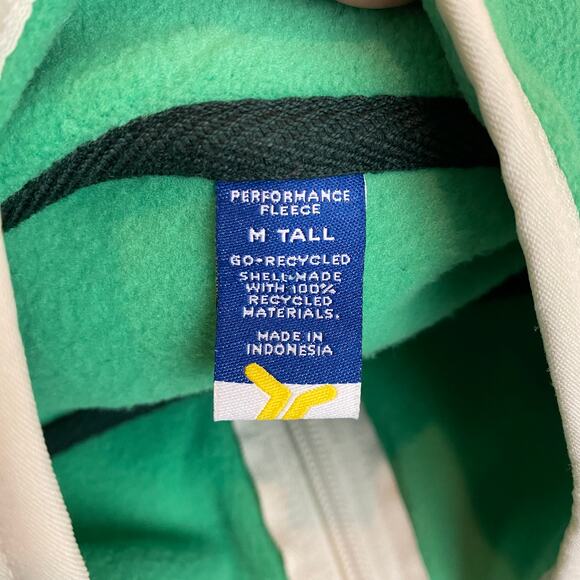 PERFORMANCE
FLEECE
M TALL
GO-RECYCLED
SHELL:MADE
WITH 100%
RECYCLED
MATERIALS.
MADE IN
INDONESIA